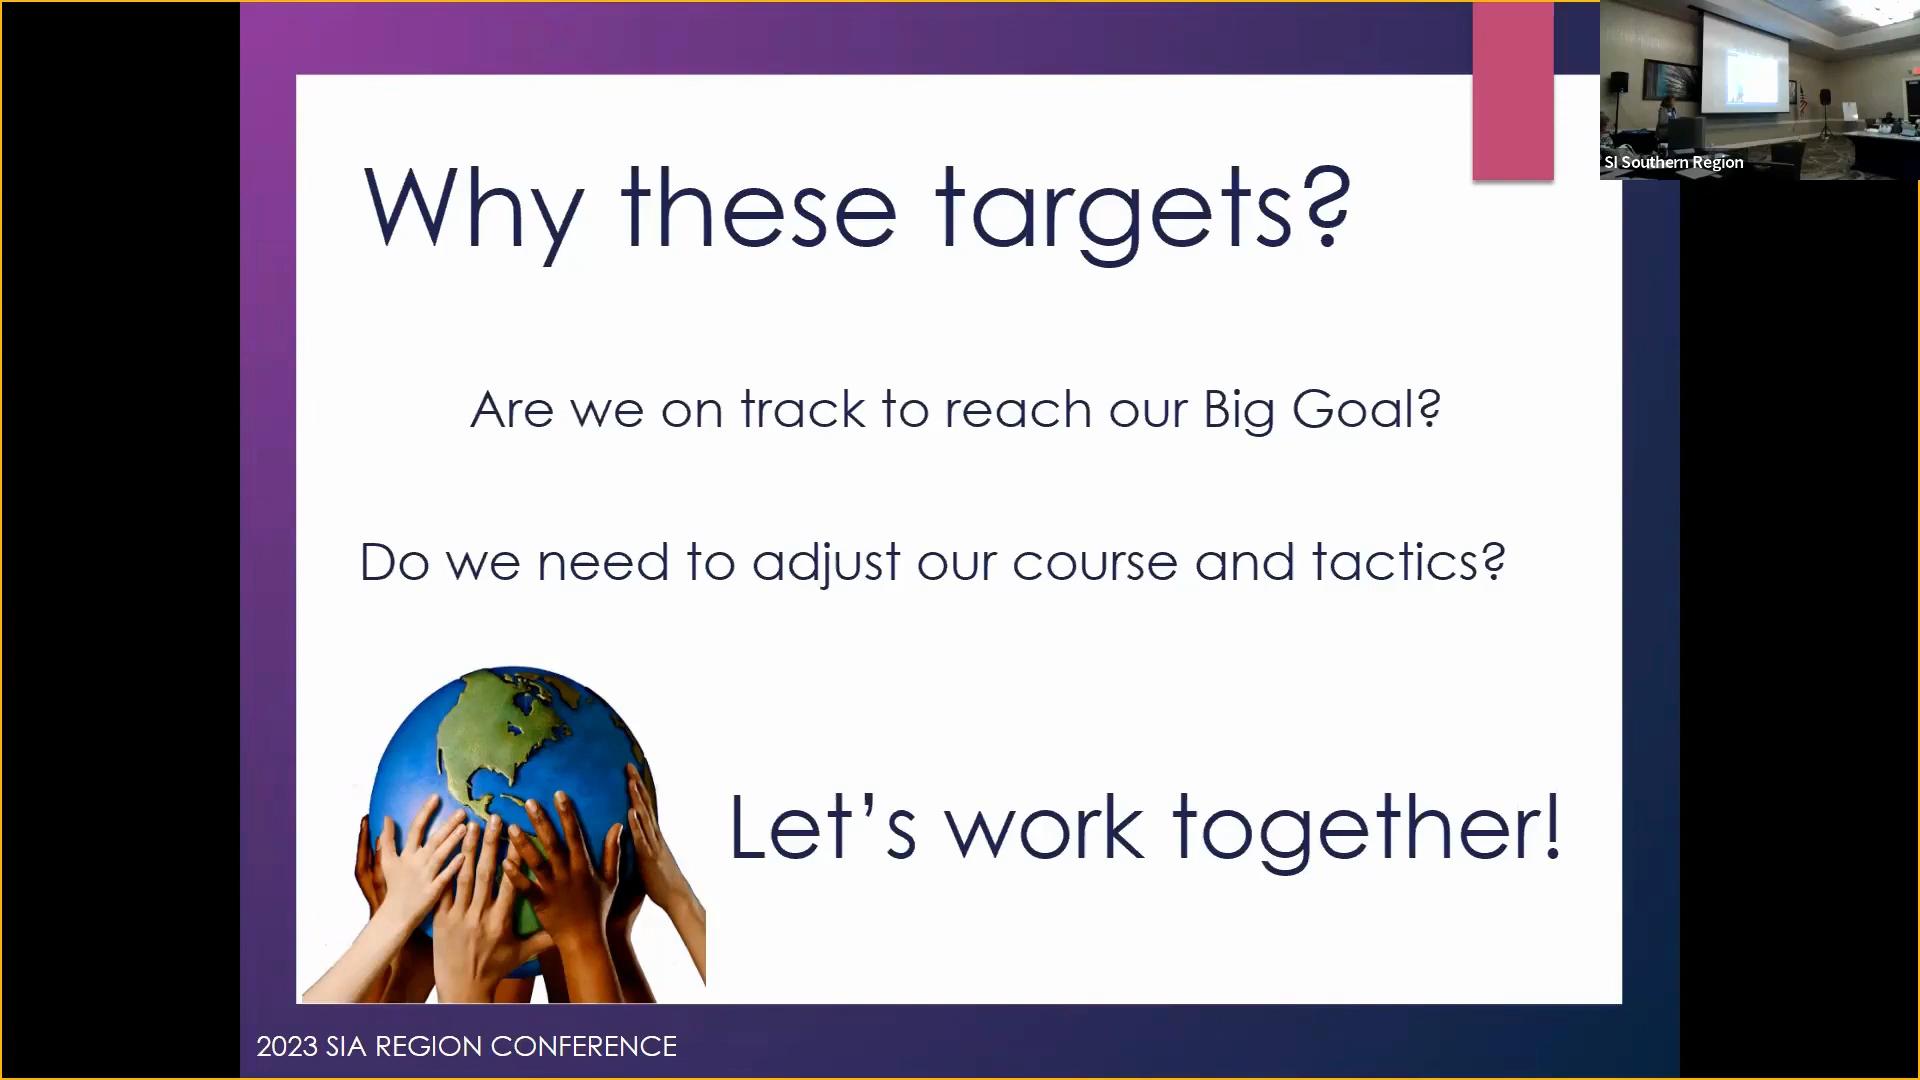 Why these targets?
SI Southern Region
Are we on track to reach our Big Goal?
Do we need to adjust our course and tactics?
Let’s work together!
2023 SIA REGION CONFERENCE